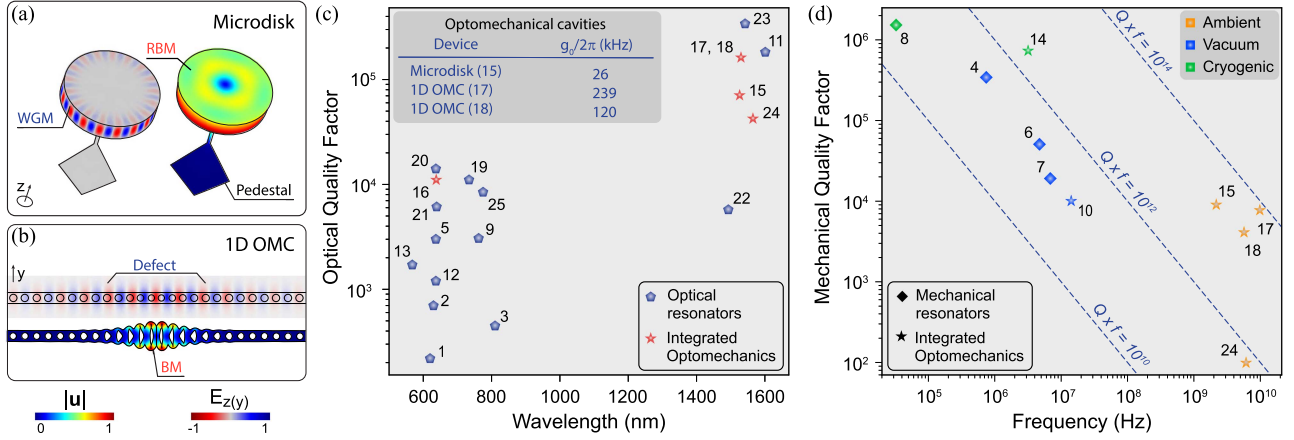 (a)
Microdisk
RBM
WGM
Pedestal
z
(b)
1D OMC
y
Defect
BM
|u|
0 1
E_z(y)
-1 1
(c)
Optical Quality Factor
10^5
10^4
10^3
Optomechanical cavities
Device g_0/2π (kHz)
Microdisk (15) 26
1D OMC (17) 239
1D OMC (18) 120
23
11
17, 18
15
24
20
19
16
25
21
5
9
22
13
12
2
3
1
Optical resonators
Integrated Optomechanics
600 800 1000 1200 1400 1600
Wavelength (nm)
(d)
Mechanical Quality Factor
10^6
10^5
10^4
10^3
10^2
8
14
4
6
7
10
15
17
18
24
Q x f = 10^14
Q x f = 10^12
Q x f = 10^10
Ambient
Vacuum
Cryogenic
Mechanical resonators
Integrated Optomechanics
10^5 10^6 10^7 10^8 10^9 10^10
Frequency (Hz)